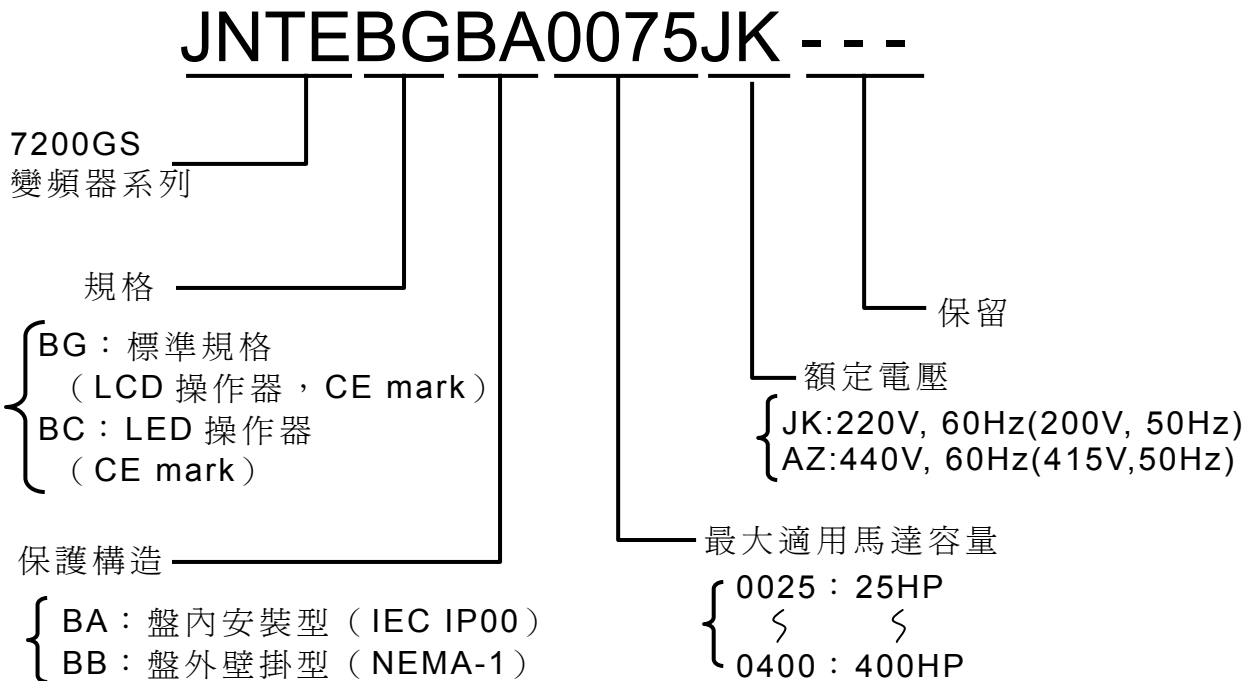 JNTEBGBA0075JK - - -
7200GS
變頻器系列
規格
BG：標準規格
（LCD 操作器，CE mark）
BC：LED 操作器
（CE mark）
保護構造
BA：盤內安裝型（IEC IP00）
BB：盤外壁掛型（NEMA-1）
保留
額定電壓
JK:220V, 60Hz(200V, 50Hz)
AZ:440V, 60Hz(415V,50Hz)
最大適用馬達容量
0025：25HP
0400：400HP